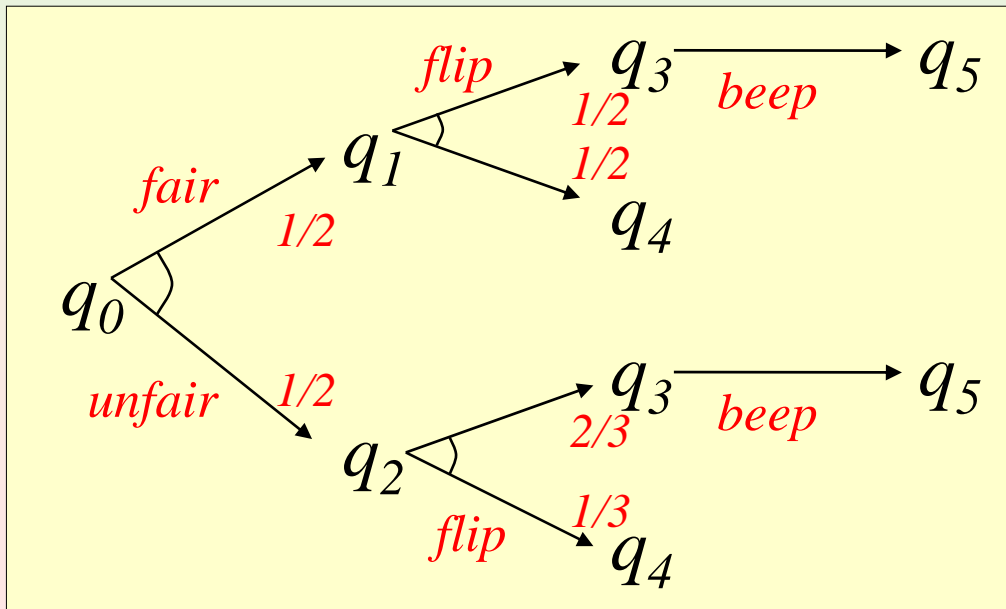 flip q3 beep q5
1/2
fair q1 1/2
1/2 q4
q0
unfair 1/2 q3 beep q5
q2 2/3
flip 1/3
q4